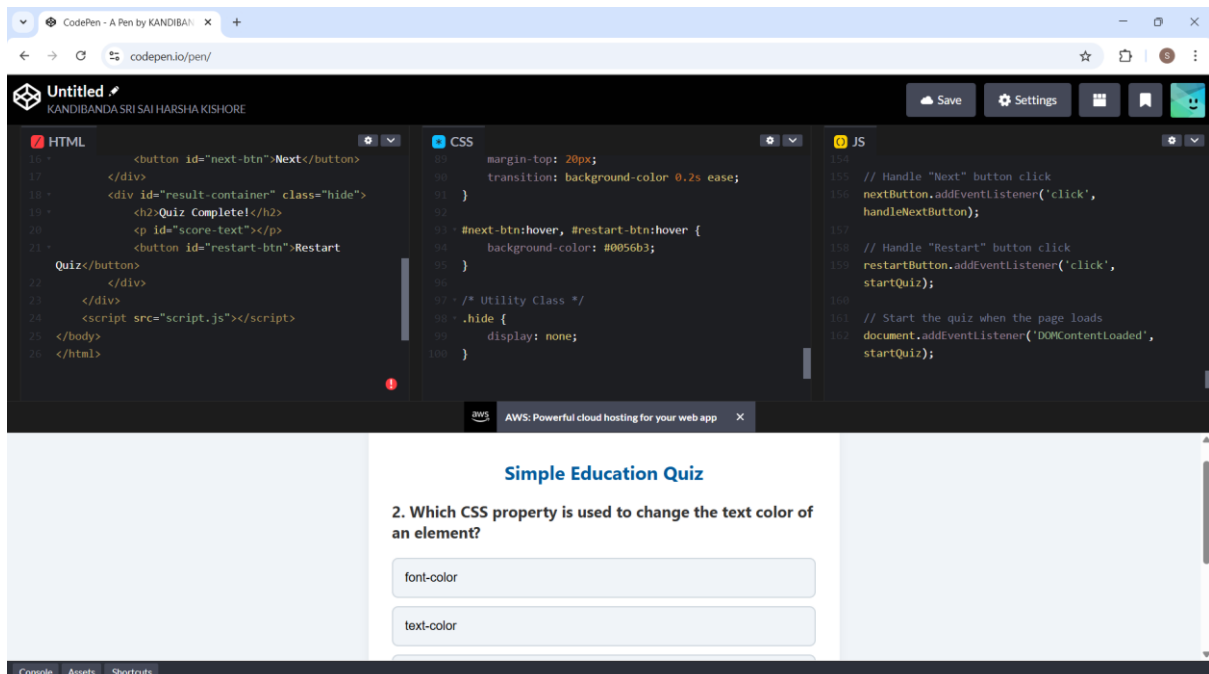 CodePen - A Pen by KANDIBAN
codepen.io/pen/
S
Untitled
KANDIBANDA SRI SAI HARSHA KISHORE
Save
Settings
HTML
16 <button id="next-btn">Next</button>
17 </div>
18 <div id="result-container" class="hide">
19 <h2>Quiz Complete!</h2>
20 <p id="score-text"></p>
21 <button id="restart-btn">Restart
Quiz</button>
22 </div>
23 </div>
24 <script src="script.js"></script>
25 </body>
26 </html>
CSS
89 margin-top: 20px;
90 transition: background-color 0.2s ease;
91 }
92
93 #next-btn:hover, #restart-btn:hover {
94 background-color: #0056b3;
95 }
96
97 /* Utility Class */
98 .hide {
99 display: none;
100 }
JS
154
155 // Handle "Next" button click
156 nextButton.addEventListener('click',
handleNextButton);
157
158 // Handle "Restart" button click
159 restartButton.addEventListener('click',
startQuiz);
160
161 // Start the quiz when the page loads
162 document.addEventListener('DOMContentLoaded',
startQuiz);
aws
AWS: Powerful cloud hosting for your web app
Simple Education Quiz
2. Which CSS property is used to change the text color of
an element?
font-color
text-color
Console Assets Shortcuts